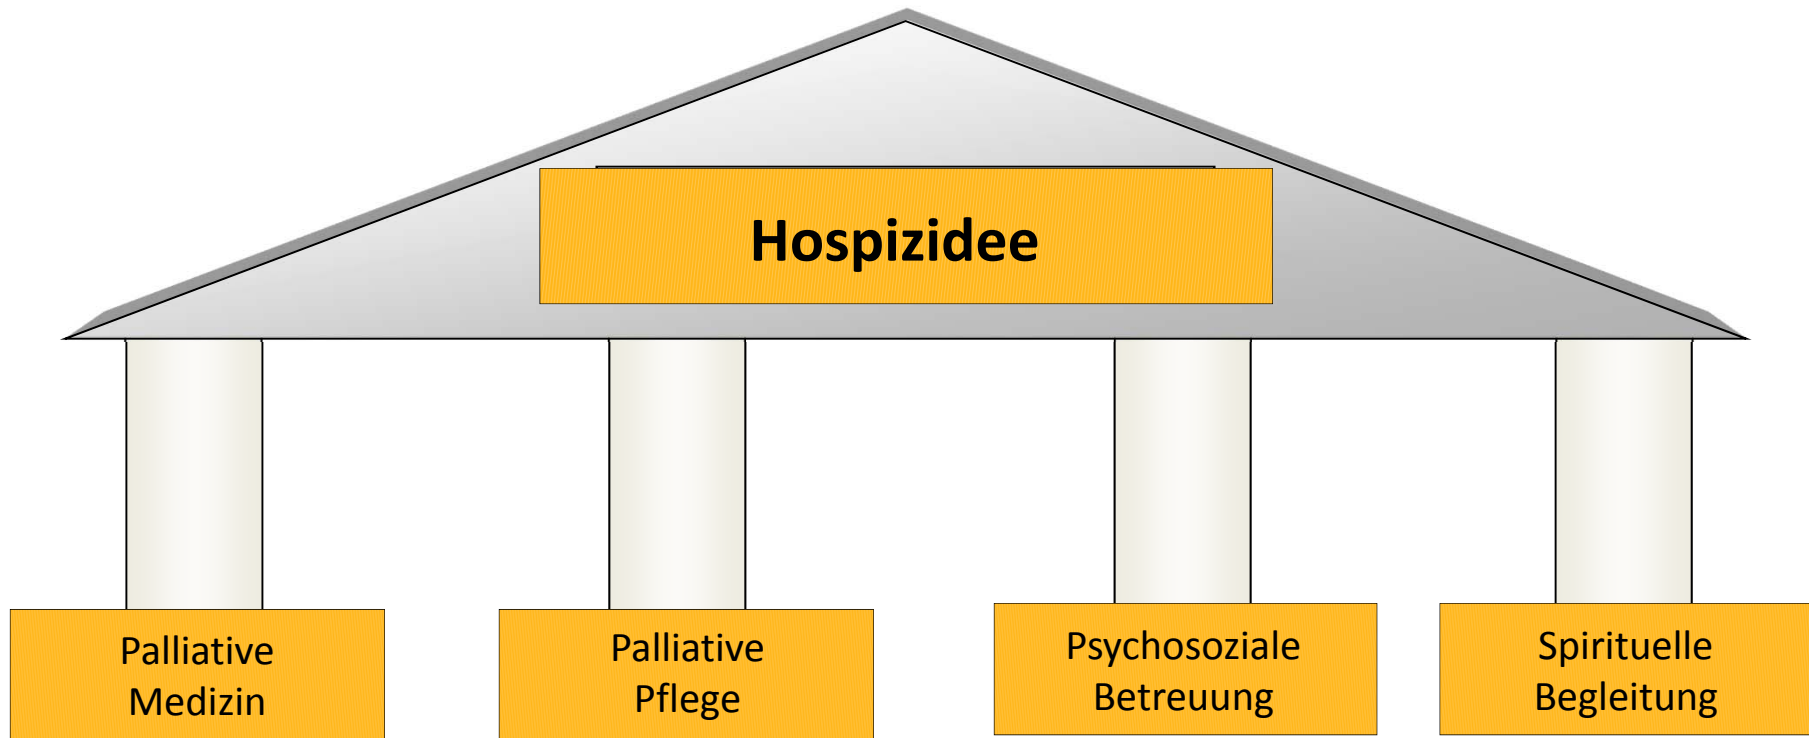 Hospizidee
Palliative
Medizin
Palliative
Pflege
Psychosoziale
Betreuung
Spirituelle
Begleitung